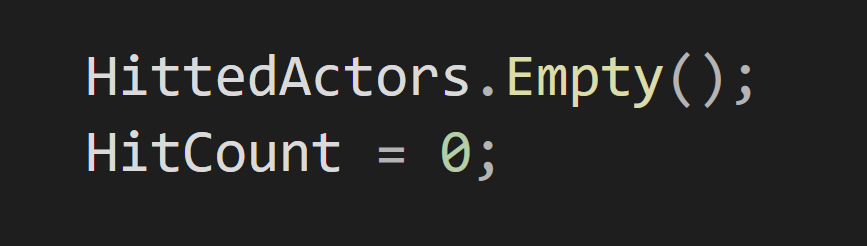 HittedActors.Empty();
HitCount = 0;